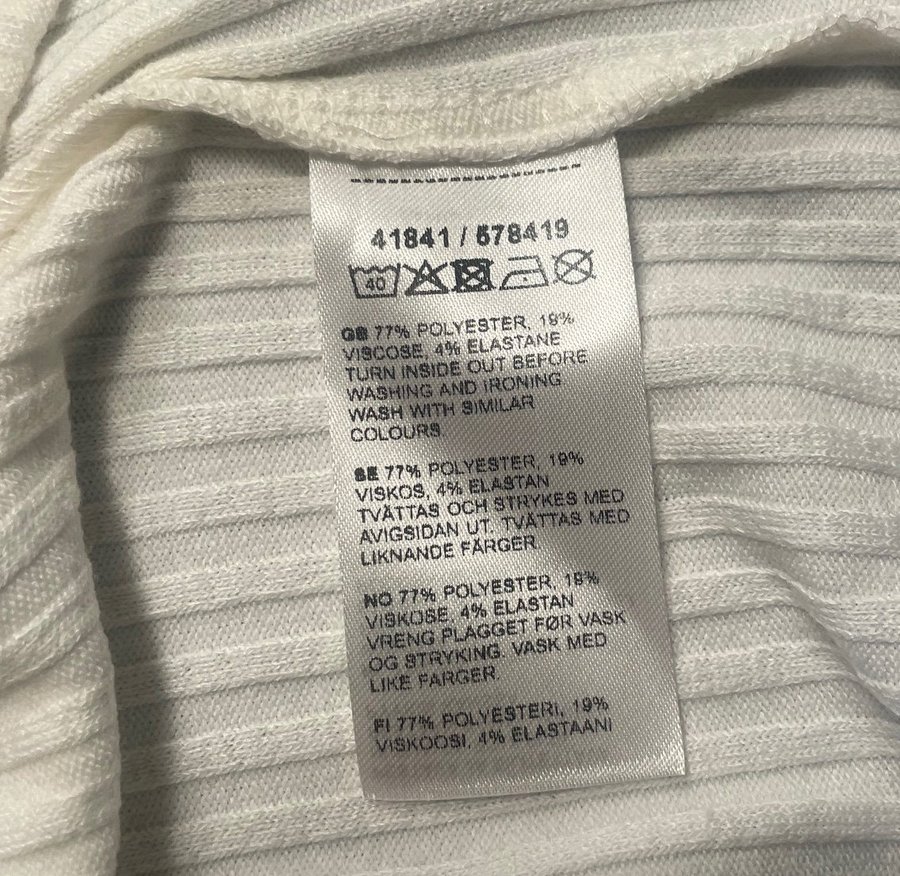 41841 / 578419
40
GB 77% POLYESTER, 19%
VISCOSE, 4% ELASTANE
TURN INSIDE OUT BEFORE
WASHING AND IRONING
WASH WITH SIMILAR
COLOURS.
SE 77% POLYESTER, 19%
VISKOS, 4% ELASTAN
TVÄTTAS OCH STRYKES MED
AVIGSIDAN UT. TVÄTTAS MED
LIKNANDE FÄRGER.
NO 77% POLYESTER, 19%
VISKOSE, 4% ELASTAN
VRENG PLAGGET FØR VASK
OG STRYKING. VASK MED
LIKE FARGER.
FI 77% POLYESTERI, 19%
VISKOOSI, 4% ELASTAANI